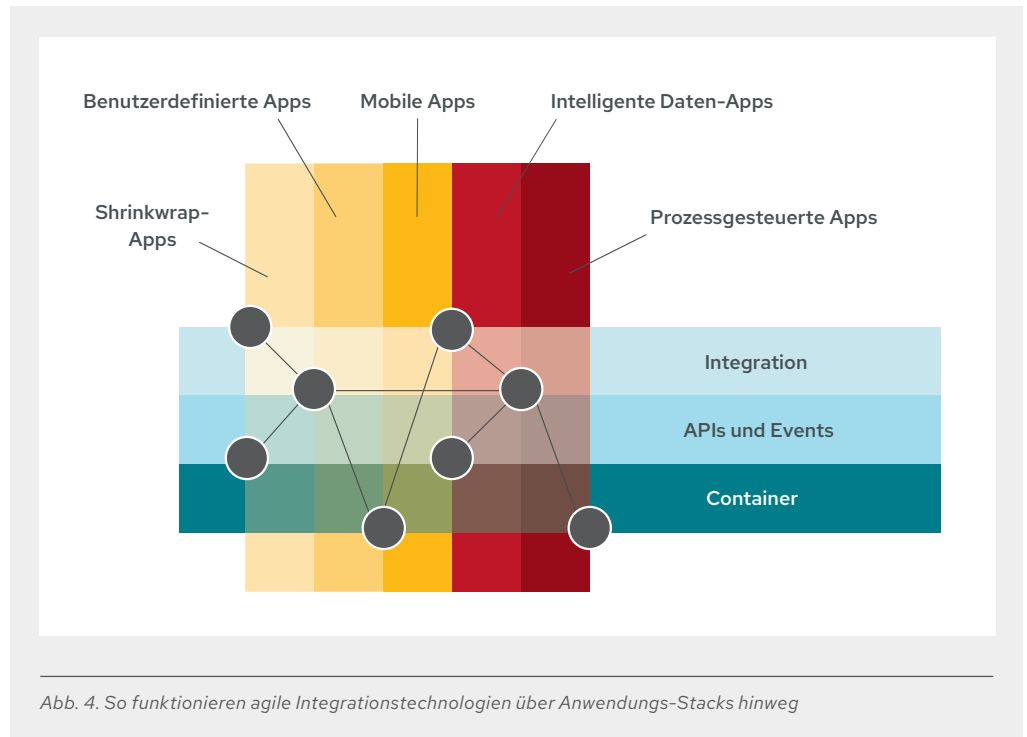 Benutzerdefinierte Apps
Mobile Apps
Intelligente Daten-Apps
Shrinkwrap-
Apps
Prozessgesteuerte Apps
Integration
APIs und Events
Container
Abb. 4. So funktionieren agile Integrationstechnologien über Anwendungs-Stacks hinweg